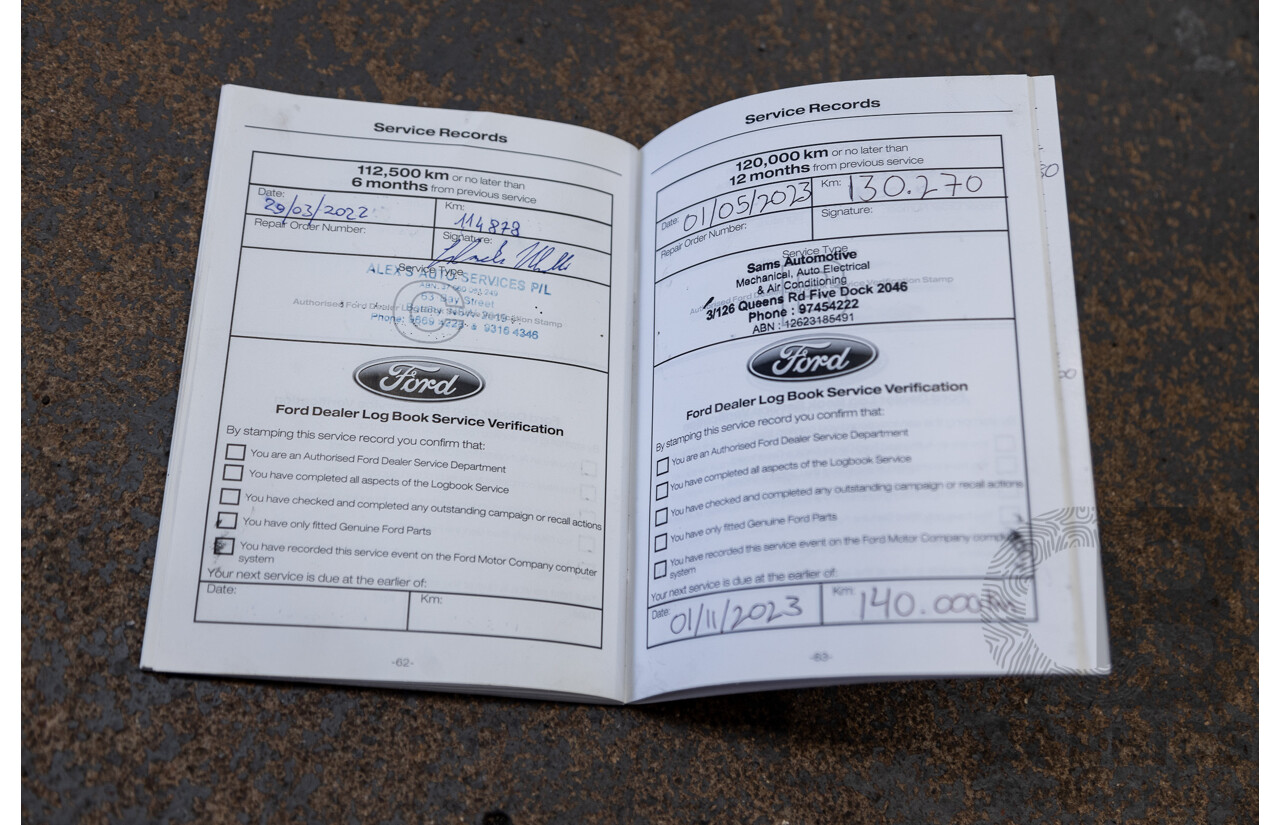 Service Records
112,500 km or no later than
6 months from previous service
Date: 29/03/2022
Km: 114878
Repair Order Number:
Signature:
Service Type
ALEX'S AUTO SERVICES P/L
53 Bay Street
Authorised Ford Dealer Log Book Service Verification Stamp
Phone: 9316 4346
Ford
Ford Dealer Log Book Service Verification
By stamping this service record you confirm that:
You are an Authorised Ford Dealer Service Department
You have completed all aspects of the Logbook Service
You have checked and completed any outstanding campaign or recall actions
You have only fitted Genuine Ford Parts
You have recorded this service event on the Ford Motor Company computer
system
Your next service is due at the earlier of:
Date:
Km:
-62-
Service Records
120,000 km or no later than
12 months from previous service
Date: 01/05/2023
Km: 130.270
Repair Order Number:
Signature:
Service Type
Sams Automotive
Mechanical, Auto Electrical
& Air Conditioning
3/126 Queens Rd Five Dock 2046
Phone : 97454222
ABN : 12623185491
Ford
Ford Dealer Log Book Service Verification
By stamping this service record you confirm that:
You are an Authorised Ford Dealer Service Department
You have completed all aspects of the Logbook Service
You have checked and completed any outstanding campaign or recall actions
You have only fitted Genuine Ford Parts
You have recorded this service event on the Ford Motor Company computer
system
Your next service is due at the earlier of:
Date: 01/11/2023
Km: 140.000
-63-